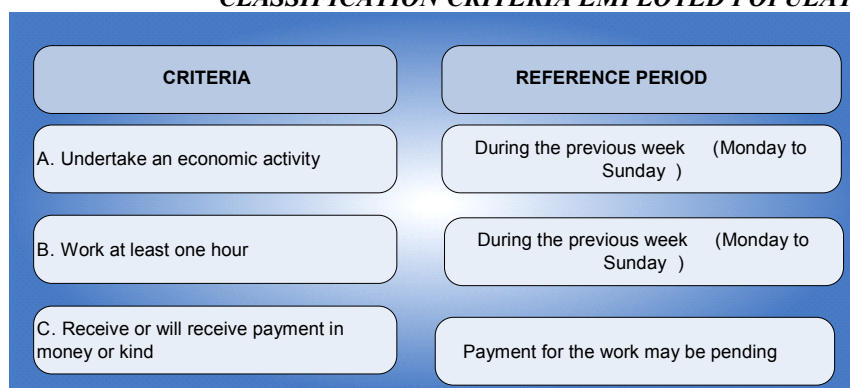 CLASSIFICATION CRITERIA EMPLOYED
CRITERIA
REFERENCE PERIOD
A. Undertake an economic activity
During the previous week (Monday to
Sunday )
B. Work at least one hour
During the previous week (Monday to
Sunday )
C. Receive or will receive payment in
money or kind
Payment for the work may be pending